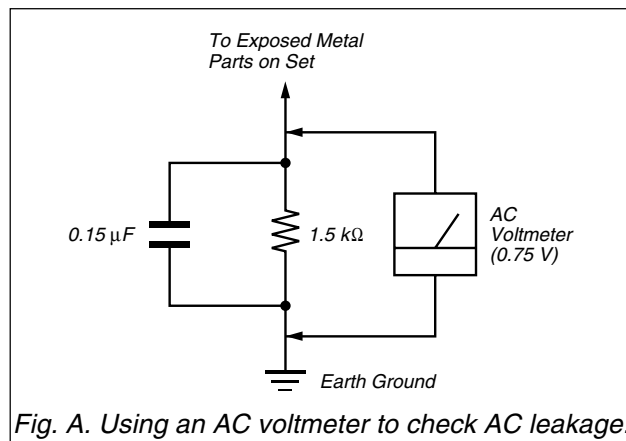 To Exposed Metal
Parts on Set
0.15 μF
1.5 kΩ
AC
Voltmeter
(0.75 V)
Earth Ground
Fig. A. Using an AC voltmeter to check AC leakage.